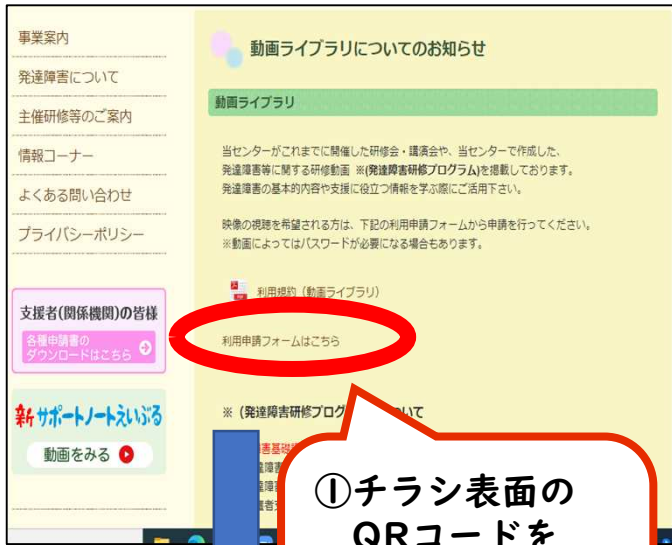 事業案内
発達障害について
主催研修等のご案内
情報コーナー
よくある問い合わせ
プライバシーポリシー
支援者(関係機関)の皆様
各種申請書の
ダウンロードはこちら
新サポートノートえいぶる
動画をみる
動画ライブラリについてのお知らせ
動画ライブラリ
当センターがこれまでに開催した研修会・講演会や、当センターで作成した、
発達障害等に関する研修動画 ※(発達障害研修プログラム)を掲載しております。
発達障害の基本的内容や支援に役立つ情報を学ぶ際にご活用下さい。
映像の視聴を希望される方は、下記の利用申請フォームから申請を行ってください。
※動画によってはパスワードが必要になる場合もあります。
利用規約（動画ライブラリ）
利用申請フォームはこちら
※（発達障害研修プログ
いて
害基礎
①チラシ表面の
QRコードを